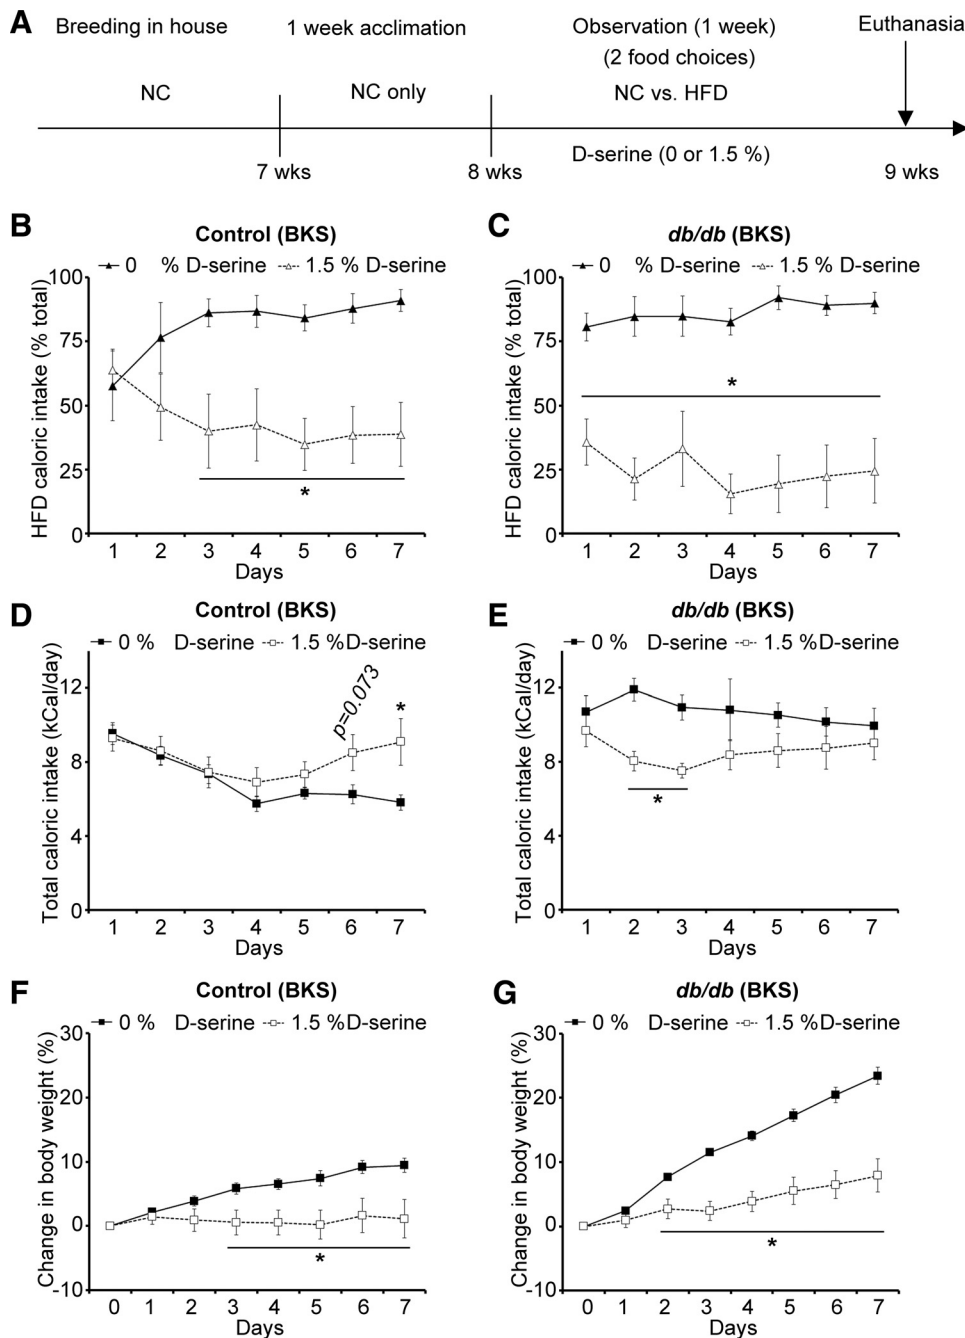 A
Breeding in house
1 week acclimation
Observation (1 week)
(2 food choices)
Euthanasia
NC
NC only
NC vs. HFD
D-serine (0 or 1.5 %)
7 wks
8 wks
9 wks
B
Control (BKS)
0 % D-serine 1.5 % D-serine
HFD caloric intake (% total)
100
75
50
25
0
*
1 2 3 4 5 6 7
Days
C
db/db (BKS)
0 % D-serine 1.5 % D-serine
HFD caloric intake (% total)
100
75
50
25
0
*
1 2 3 4 5 6 7
Days
D
Control (BKS)
0 % D-serine 1.5 %D-serine
Total caloric intake (kCal/day)
12
8
4
0
p=0.073
*
1 2 3 4 5 6 7
Days
E
db/db (BKS)
0 % D-serine 1.5 %D-serine
Total caloric intake (kCal/day)
12
8
4
0
*
1 2 3 4 5 6 7
Days
F
Control (BKS)
0 % D-serine 1.5 %D-serine
Change in body weight (%)
30
20
10
0
-10
*
0 1 2 3 4 5 6 7
Days
G
db/db (BKS)
0 % D-serine 1.5 %D-serine
Change in body weight (%)
30
20
10
0
-10
*
0 1 2 3 4 5 6 7
Days